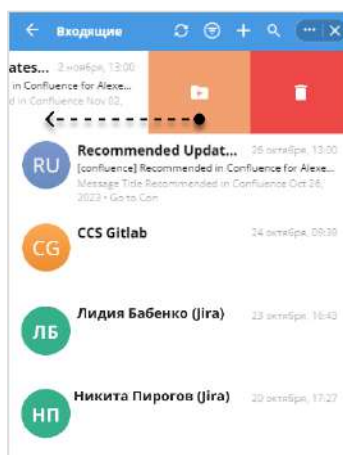 Входящие
ates... 2 ноября, 13:00
in Confluence for Alexe...
d in Confluence Nov 02,
RU
Recommended Updat... 26 октября, 13:00
[confluence] Recommended in Confluence for Alexe...
Message Title Recommended in Confluence Oct 26,
2023 • Go to Con
CG
CCS Gitlab 24 октября, 09:39
ЛБ
Лидия Бабенко (Jira) 23 октября, 16:43
НП
Никита Пирогов (Jira) 20 октября, 17:27